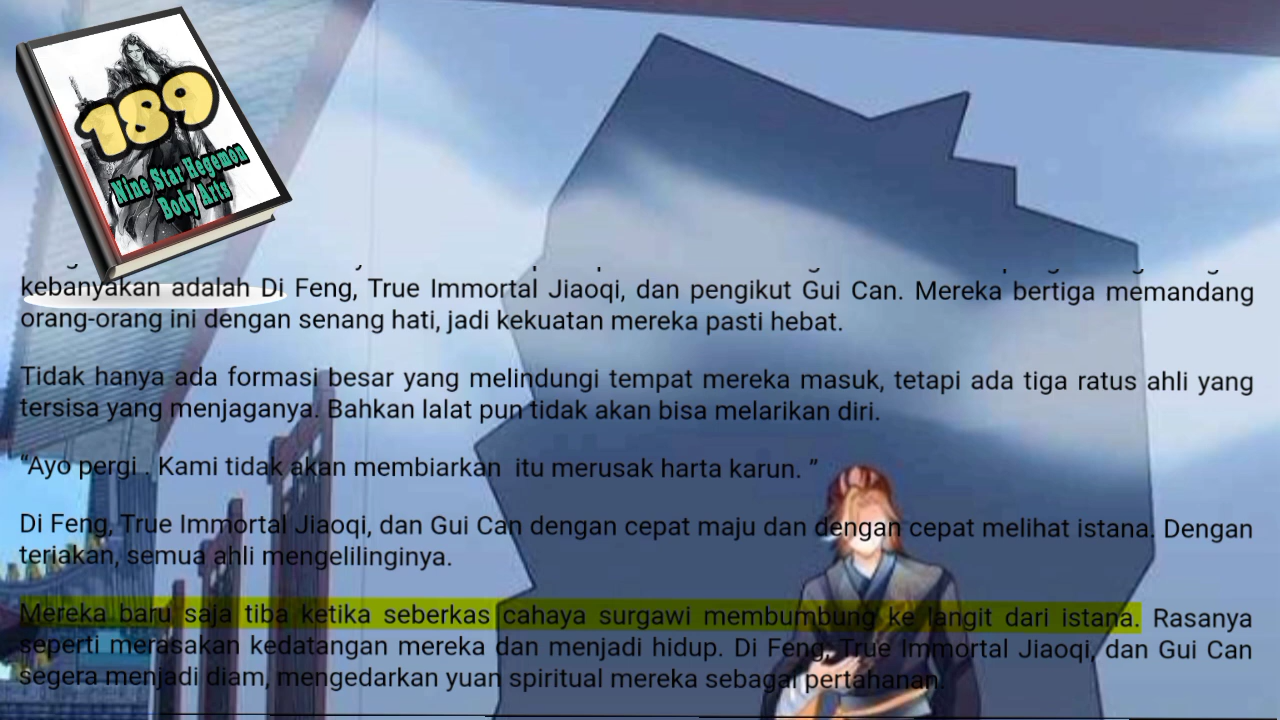 189
Nine Star Hegemon
Body Arts
kebanyakan adalah Di Feng, True Immortal Jiaoqi, dan pengikut Gui Can. Mereka bertiga memandang
orang-orang ini dengan senang hati, jadi kekuatan mereka pasti hebat.
Tidak hanya ada formasi besar yang melindungi tempat mereka masuk, tetapi ada tiga ratus ahli yang
tersisa yang menjaganya. Bahkan lalat pun tidak akan bisa melarikan diri.
“Ayo pergi . Kami tidak akan membiarkan  itu merusak harta karun. ”
Di Feng, True Immortal Jiaoqi, dan Gui Can dengan cepat maju dan dengan cepat melihat istana. Dengan
teriakan, semua ahli mengelilinginya.
Mereka baru saja tiba ketika seberkas cahaya surgawi membumbung ke langit dari istana. Rasanya
seperti merasakan kedatangan mereka dan menjadi hidup. Di Feng, True Immortal Jiaoqi, dan Gui Can
segera menjadi diam, mengedarkan yuan spiritual mereka sebagai pertahanan.